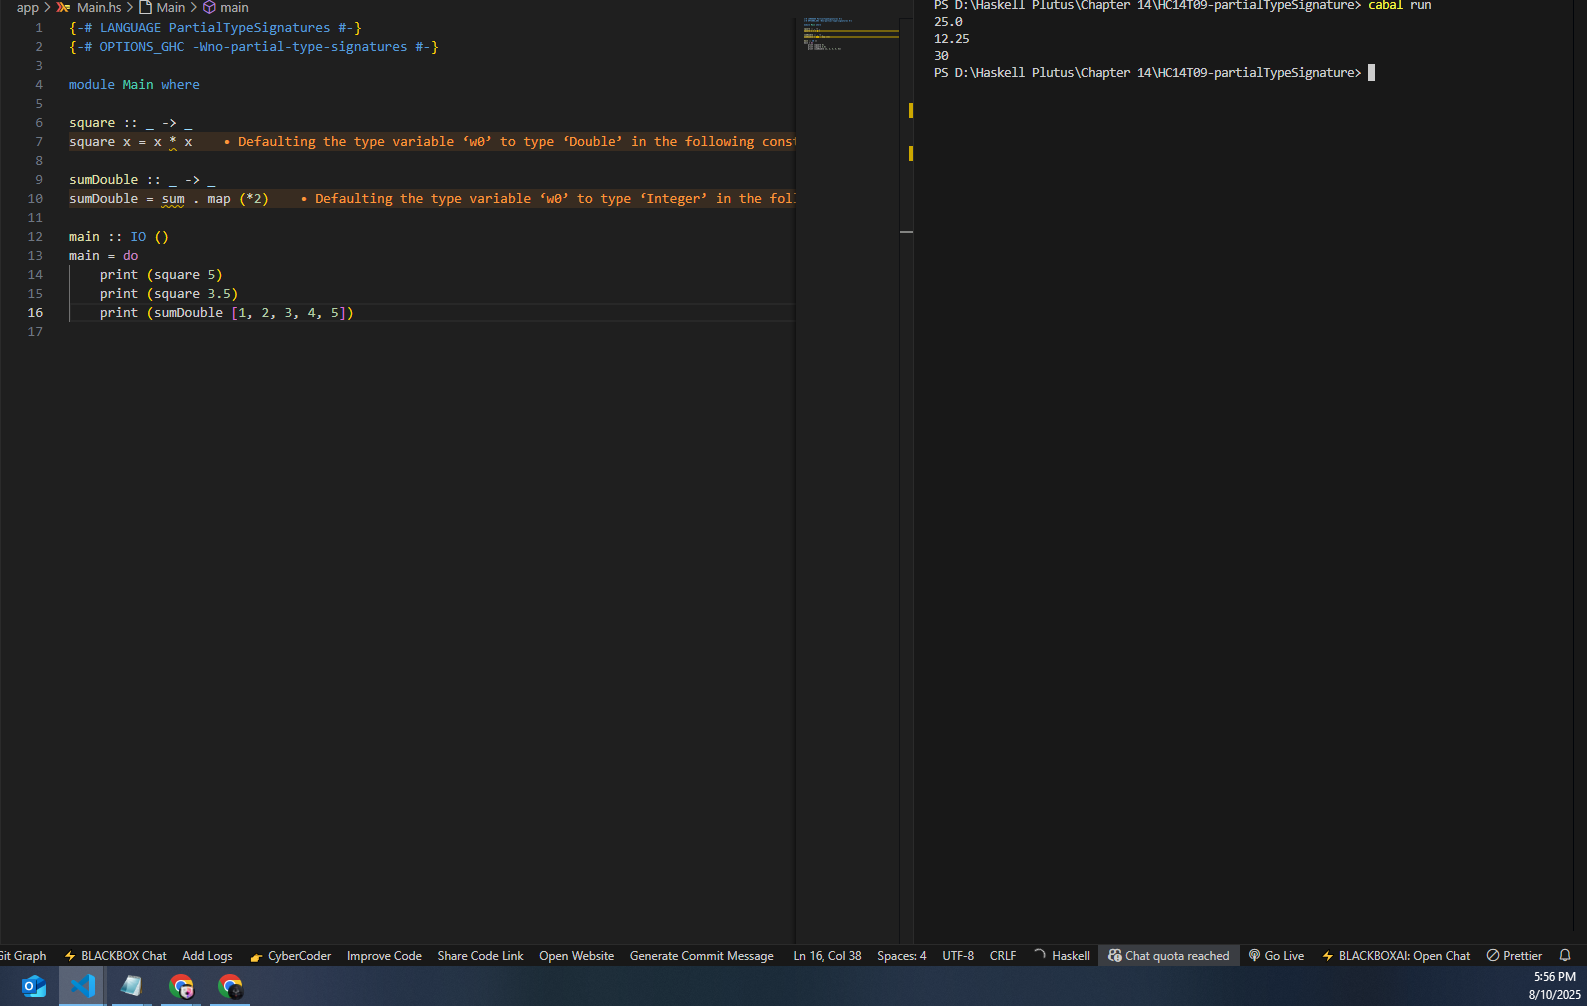 app > Main.hs > Main > main
1 {-# LANGUAGE PartialTypeSignatures #-}
2 {-# OPTIONS_GHC -Wno-partial-type-signatures #-}
3
4 module Main where
5
6 square :: _ -> _
7 square x = x * x • Defaulting the type variable ‘w0’ to type ‘Double’ in the following const
8
9 sumDouble :: _ -> _
10 sumDouble = sum . map (*2) • Defaulting the type variable ‘w0’ to type ‘Integer’ in the fol
11
12 main :: IO ()
13 main = do
14 print (square 5)
15 print (square 3.5)
16 print (sumDouble [1, 2, 3, 4, 5])
17
PS D:\Haskell Plutus\Chapter 14\HC14T09-partialTypeSignature> cabal run
25.0
12.25
30
PS D:\Haskell Plutus\Chapter 14\HC14T09-partialTypeSignature>
Git Graph BLACKBOX Chat Add Logs CyberCoder Improve Code Share Code Link Open Website Generate Commit Message Ln 16, Col 38 Spaces: 4 UTF-8 CRLF Haskell Chat quota reached Go Live BLACKBOXAI: Open Chat Prettier
5:56 PM
8/10/2025